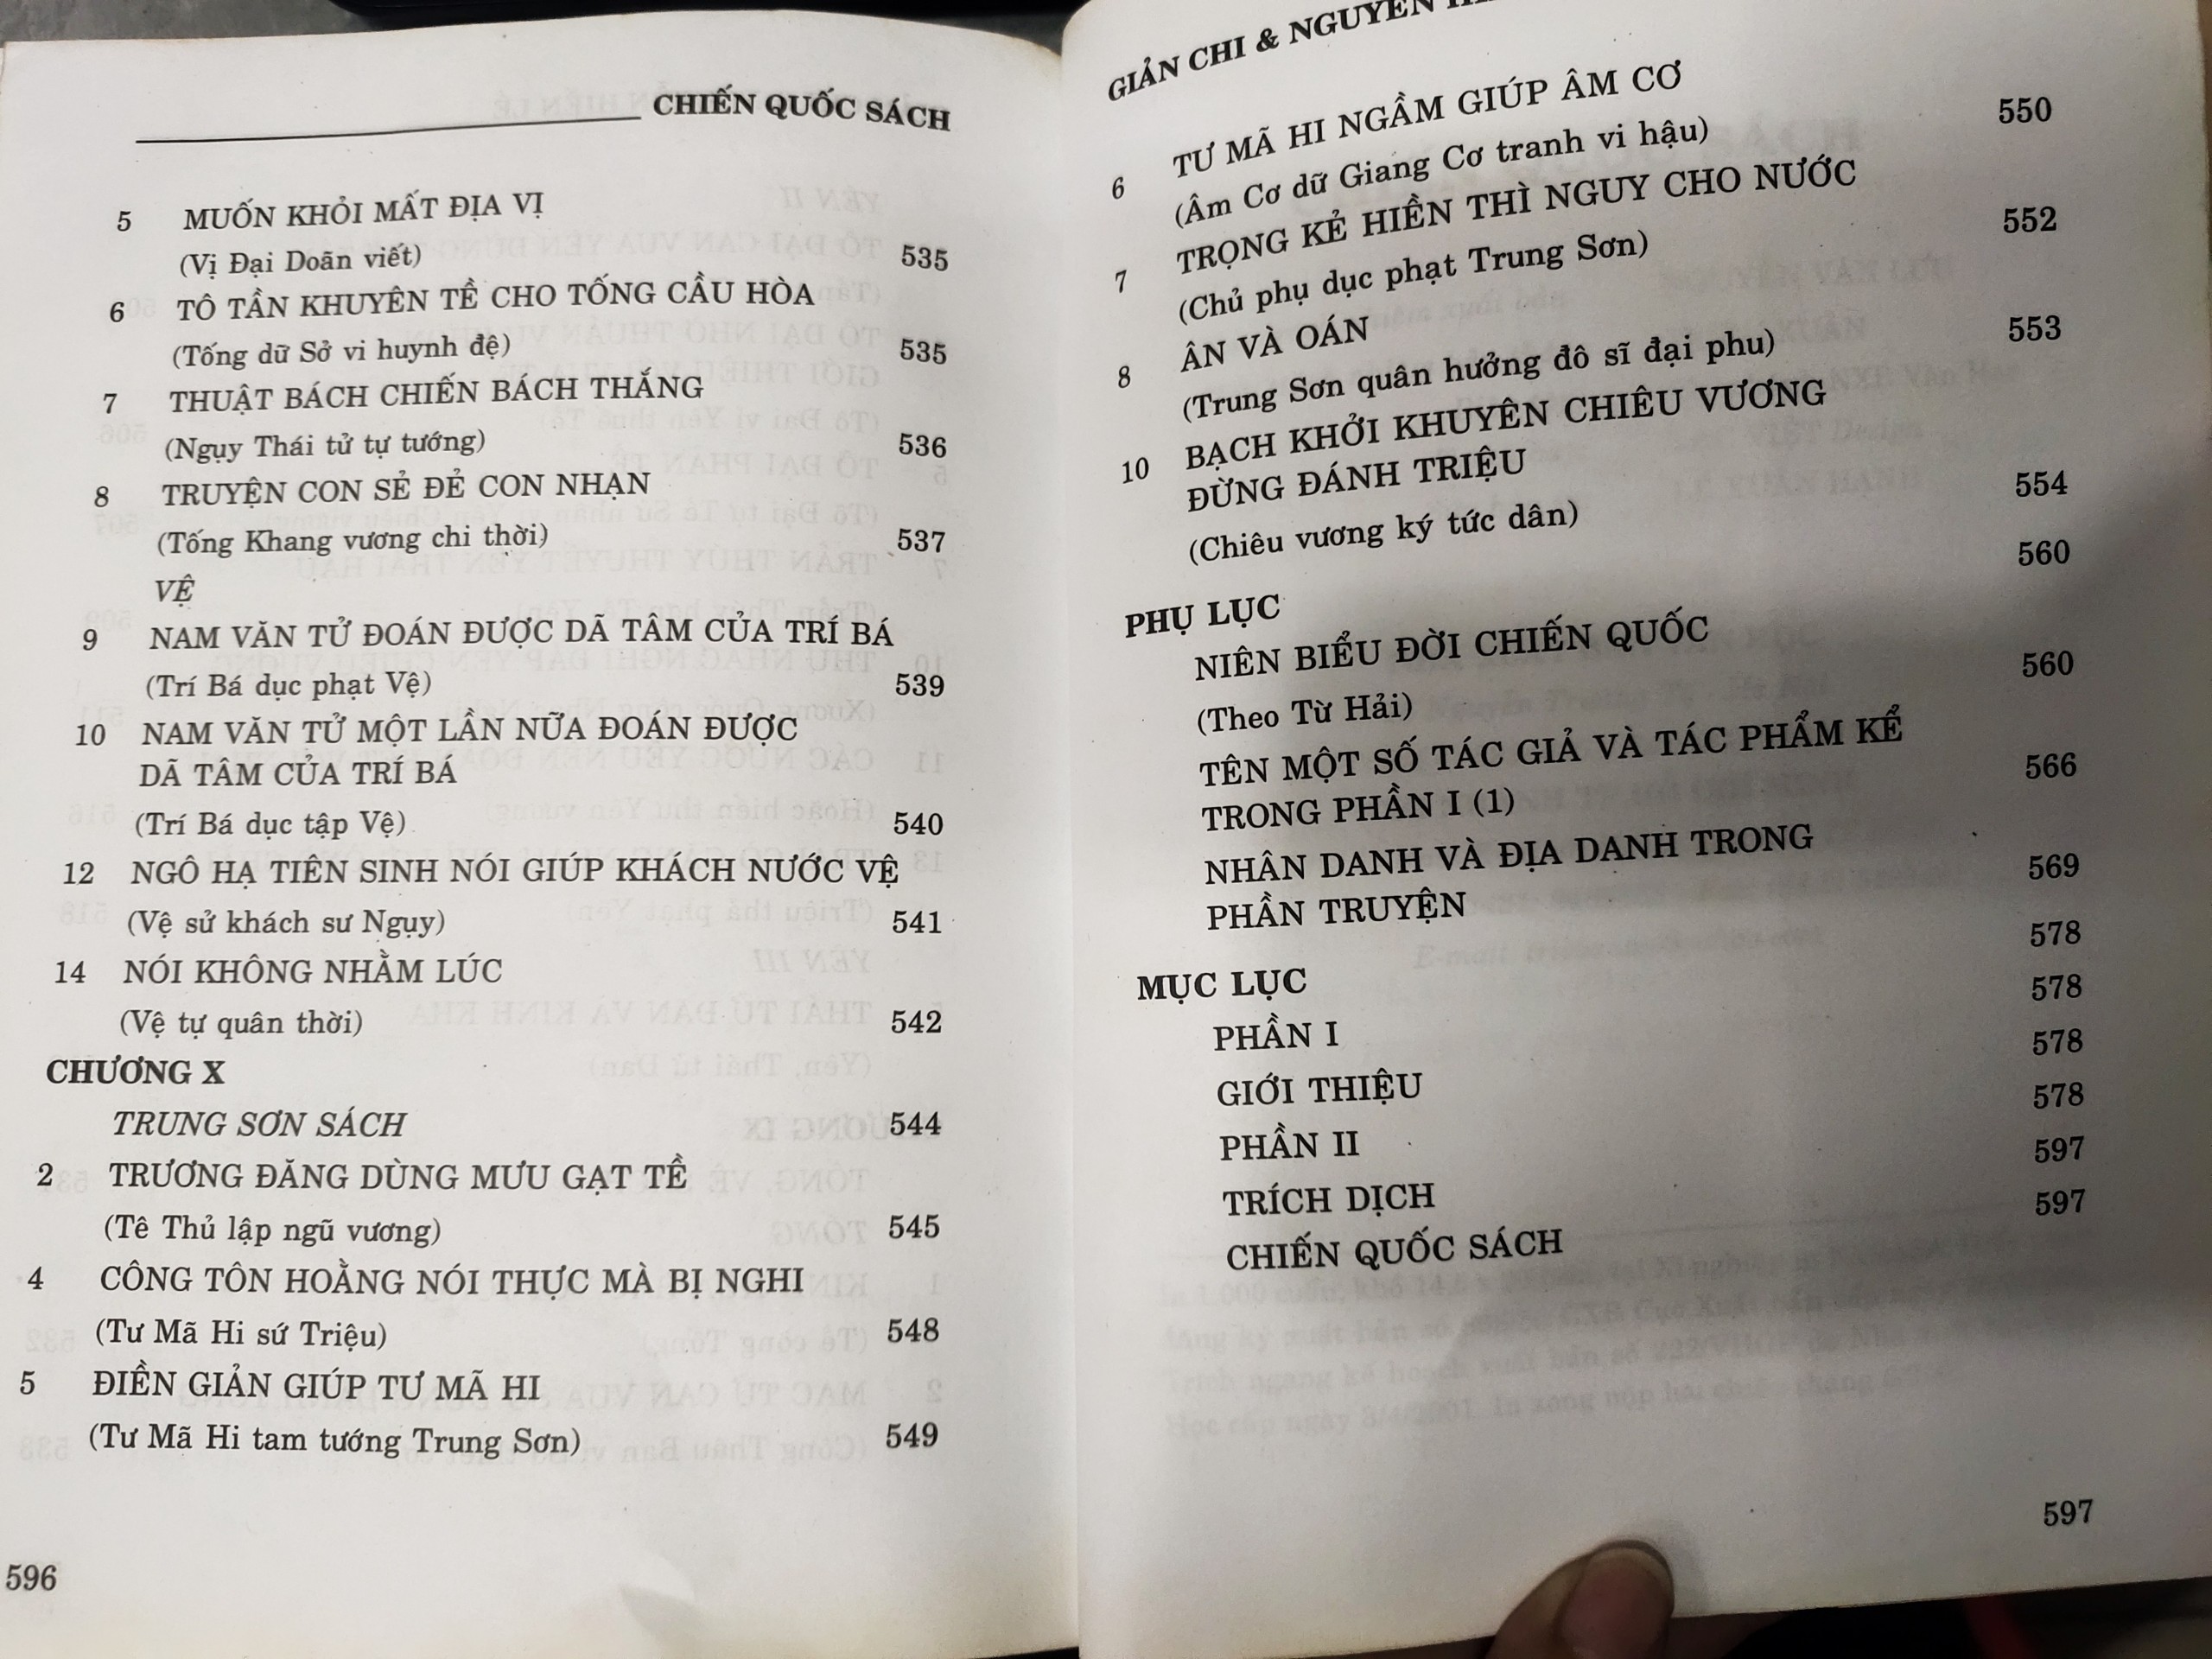 CHIẾN QUỐC SÁCH
5 MUỐN KHỎI MẤT ĐỊA VỊ
(Vị Đại Doãn viết) 535
6 TÔ TẦN KHUYÊN TỀ CHO TỐNG CẦU HÒA
(Tống dữ Sở vi huynh đệ) 535
7 THUẬT BÁCH CHIẾN BÁCH THẮNG
(Ngụy Thái tử tự tướng) 536
8 TRUYỆN CON SẺ ĐẺ CON NHẠN
(Tống Khang vương chi thời) 537
VỆ
9 NAM VĂN TỬ ĐOÁN ĐƯỢC DÃ TÂM CỦA TRÍ BÁ
(Trí Bá dục phạt Vệ) 539
10 NAM VĂN TỬ MỘT LẦN NỮA ĐOÁN ĐƯỢC
DÃ TÂM CỦA TRÍ BÁ
(Trí Bá dục tập Vệ) 540
12 NGÔ HẠ TIÊN SINH NÓI GIÚP KHÁCH NƯỚC VỆ
(Vệ sử khách sư Ngụy) 541
14 NÓI KHÔNG NHẰM LÚC
(Vệ tự quân thời) 542
CHƯƠNG X
TRUNG SƠN SÁCH 544
2 TRƯƠNG ĐĂNG DÙNG MƯU GẠT TỀ
(Tê Thủ lập ngũ vương) 545
4 CÔNG TÔN HOẰNG NÓI THỰC MÀ BỊ NGHI
(Tư Mã Hi sứ Triệu) 548
5 ĐIỀN GIẢN GIÚP TƯ MÃ HI
(Tư Mã Hi tam tướng Trung Sơn) 549
596
GIẢN CHI & NGUYỄN
6 TƯ MÃ HI NGẦM GIÚP ÂM CƠ
(Âm Cơ dữ Giang Cơ tranh vi hậu) 550
7 TRỌNG KẺ HIỀN THÌ NGUY CHO NƯỚC
(Chủ phụ dục phạt Trung Sơn) 552
8 ÂN VÀ OÁN
(Trung Sơn quân hưởng đô sĩ đại phu) 553
10 BẠCH KHỞI KHUYÊN CHIÊU VƯƠNG
ĐỪNG ĐÁNH TRIỆU
(Chiêu vương ký tức dân) 554
PHỤ LỤC 560
NIÊN BIỂU ĐỜI CHIẾN QUỐC
(Theo Từ Hải) 560
TÊN MỘT SỐ TÁC GIẢ VÀ TÁC PHẨM KỂ
TRONG PHẦN I (1) 566
NHÂN DANH VÀ ĐỊA DANH TRONG
PHẦN TRUYỆN 569
MỤC LỤC 578
PHẦN I 578
GIỚI THIỆU 578
PHẦN II 578
TRÍCH DỊCH 597
CHIẾN QUỐC SÁCH 597
597